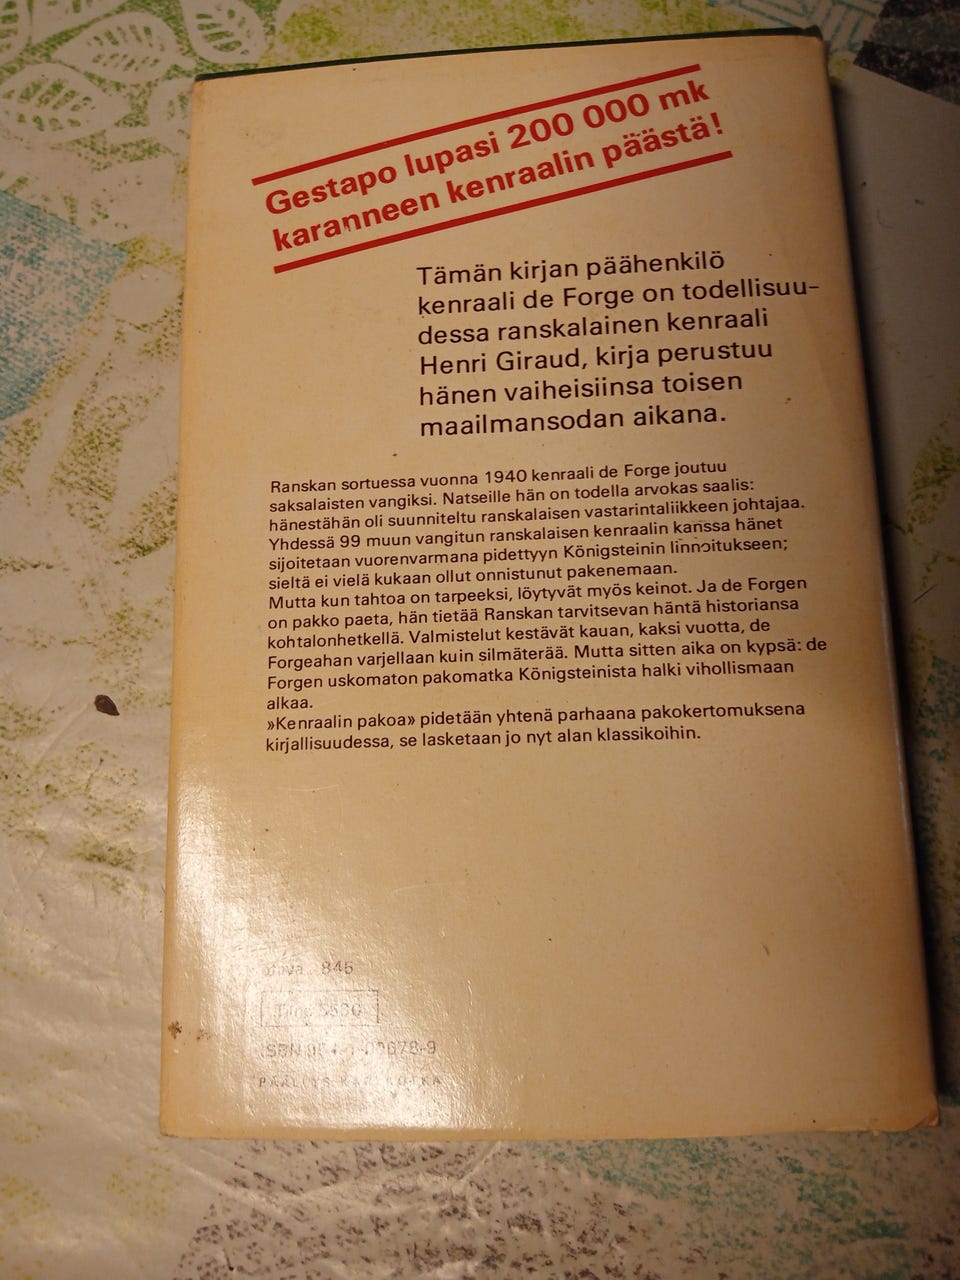 Gestapo lupasi 200 000 mk
karanneen kenraalin päästä!
Tämän kirjan päähenkilö
kenraali de Forge on todellisuu-
dessa ranskalainen kenraali
Henri Giraud, kirja perustuu
hänen vaiheisiinsa toisen
maailmansodan aikana.
Ranskan sortuessa vuonna 1940 kenraali de Forge joutuu
saksalaisten vangiksi. Natseille hän on todella arvokas saalis:
hänestähän oli suunniteltu ranskalaisen vastarintaliikkeen johtajaa.
Yhdessä 99 muun vangitun ranskalaisen kenraalin kanssa hänet
sijoitetaan vuorenvarmana pidettyyn Königsteinin linnoitukseen;
sieltä ei vielä kukaan ollut onnistunut pakenemaan.
Mutta kun tahtoa on tarpeeksi, löytyvät myös keinot. Ja de Forgen
on pakko paeta, hän tietää Ranskan tarvitsevan häntä historiansa
kohtalonhetkellä. Valmistelut kestävät kauan, kaksi vuotta, de
Forgeahan varjellaan kuin silmäterää. Mutta sitten aika on kypsä: de
Forgen uskomaton pakomatka Königsteinista halki vihollismaan
alkaa.
»Kenraalin pakoa» pidetään yhtenä parhaana pakokertomuksena
kirjallisuudessa, se lasketaan jo nyt alan klassikoihin.
845
ISBN